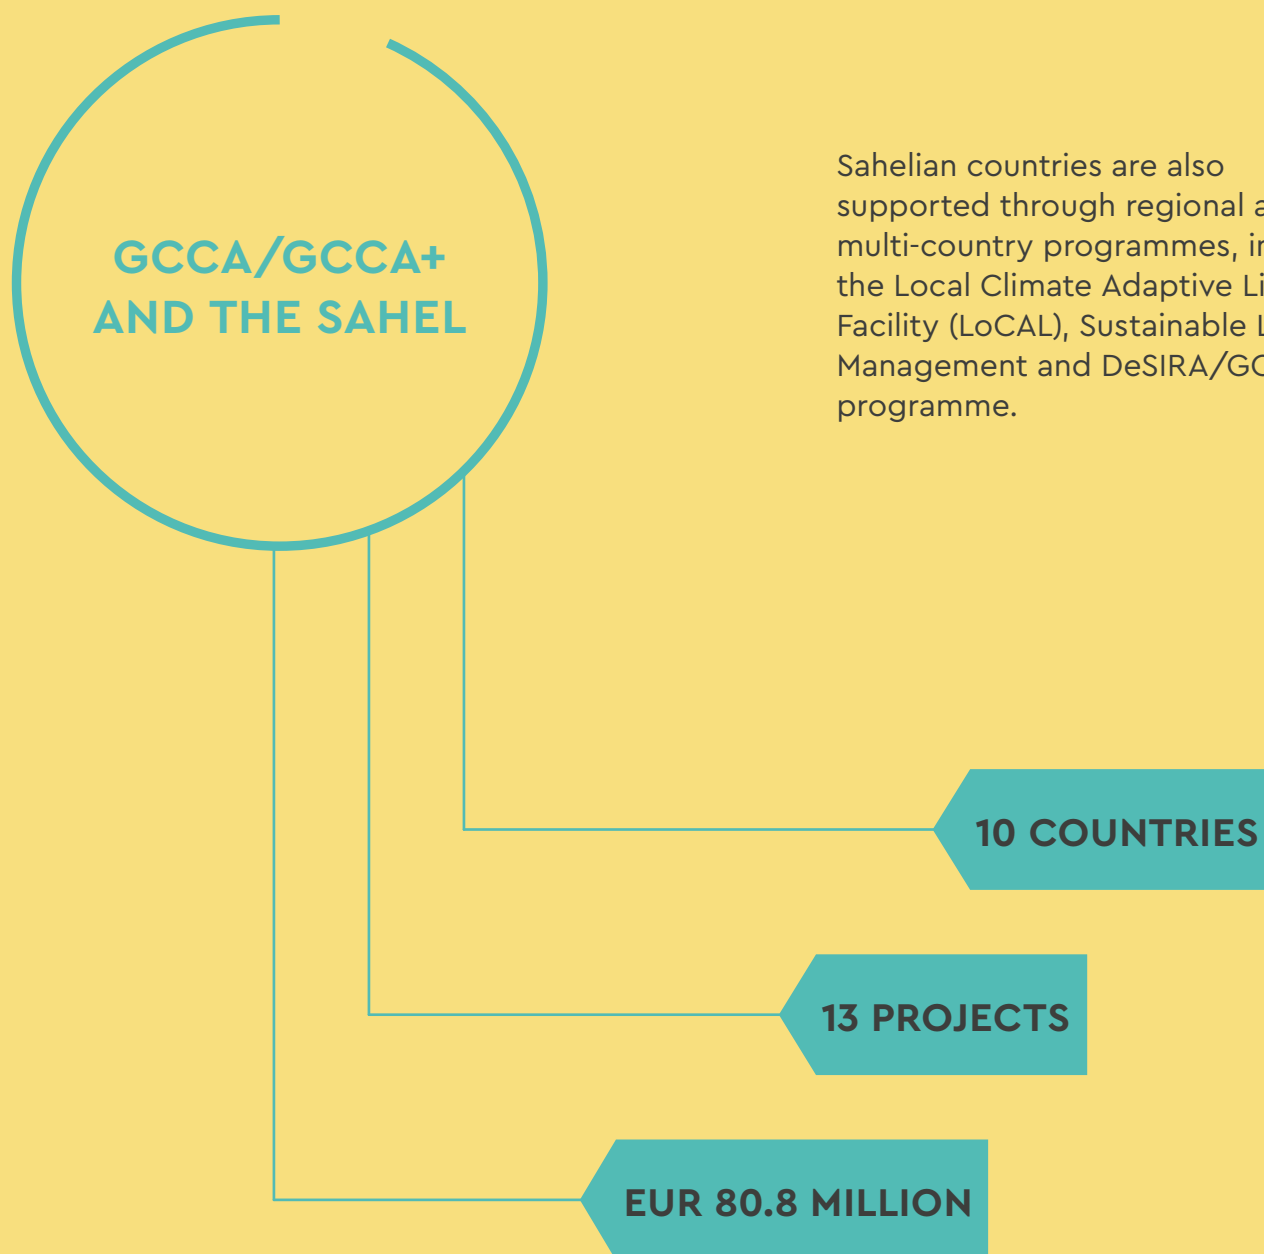 GCCA/GCCA+
AND THE SAHEL
Sahelian countries are also
supported through regional
multi-country programmes,
the Local Climate Adaptive
Facility (LoCAL), Sustainable
Management and
programme.
10 COUNTRIES
13 PROJECTS
EUR 80.8 MILLION